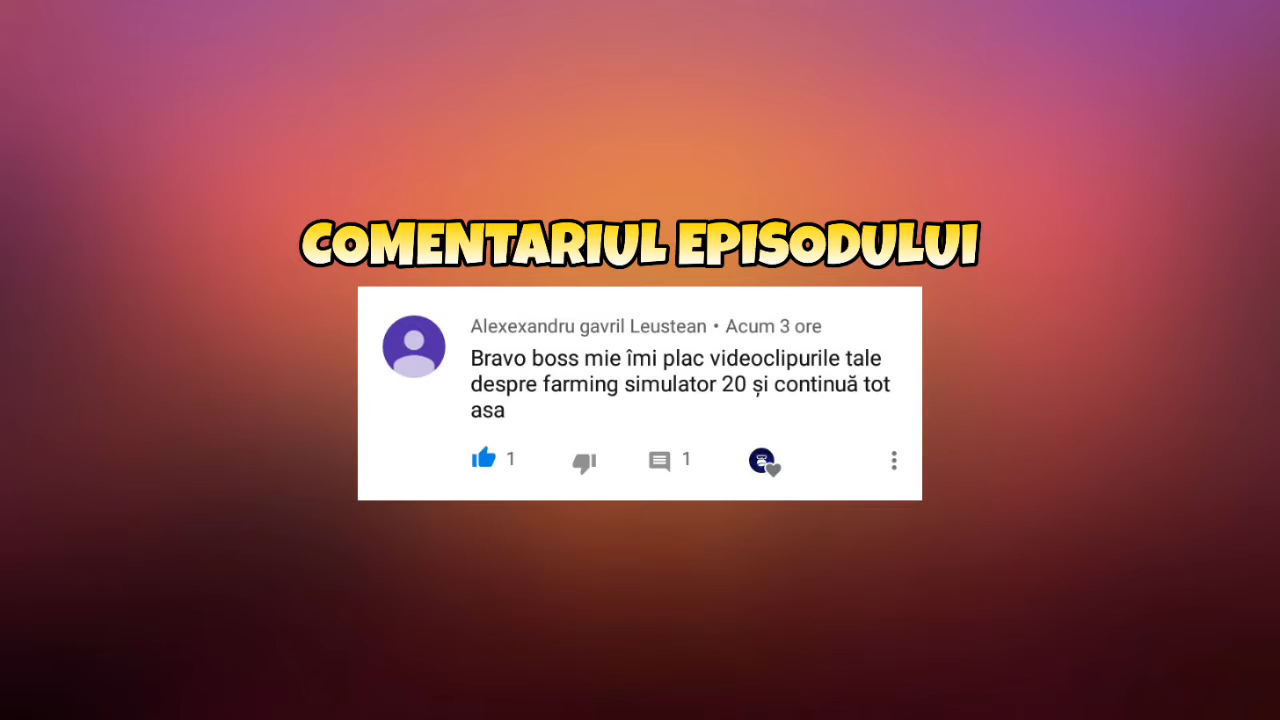 COMENTARIUL EPISODULUI
Alexexandru gavril Leustean • Acum 3 ore
Bravo boss mie îmi plac videoclipurile tale
despre farming simulator 20 și continuă tot
asa
1 1